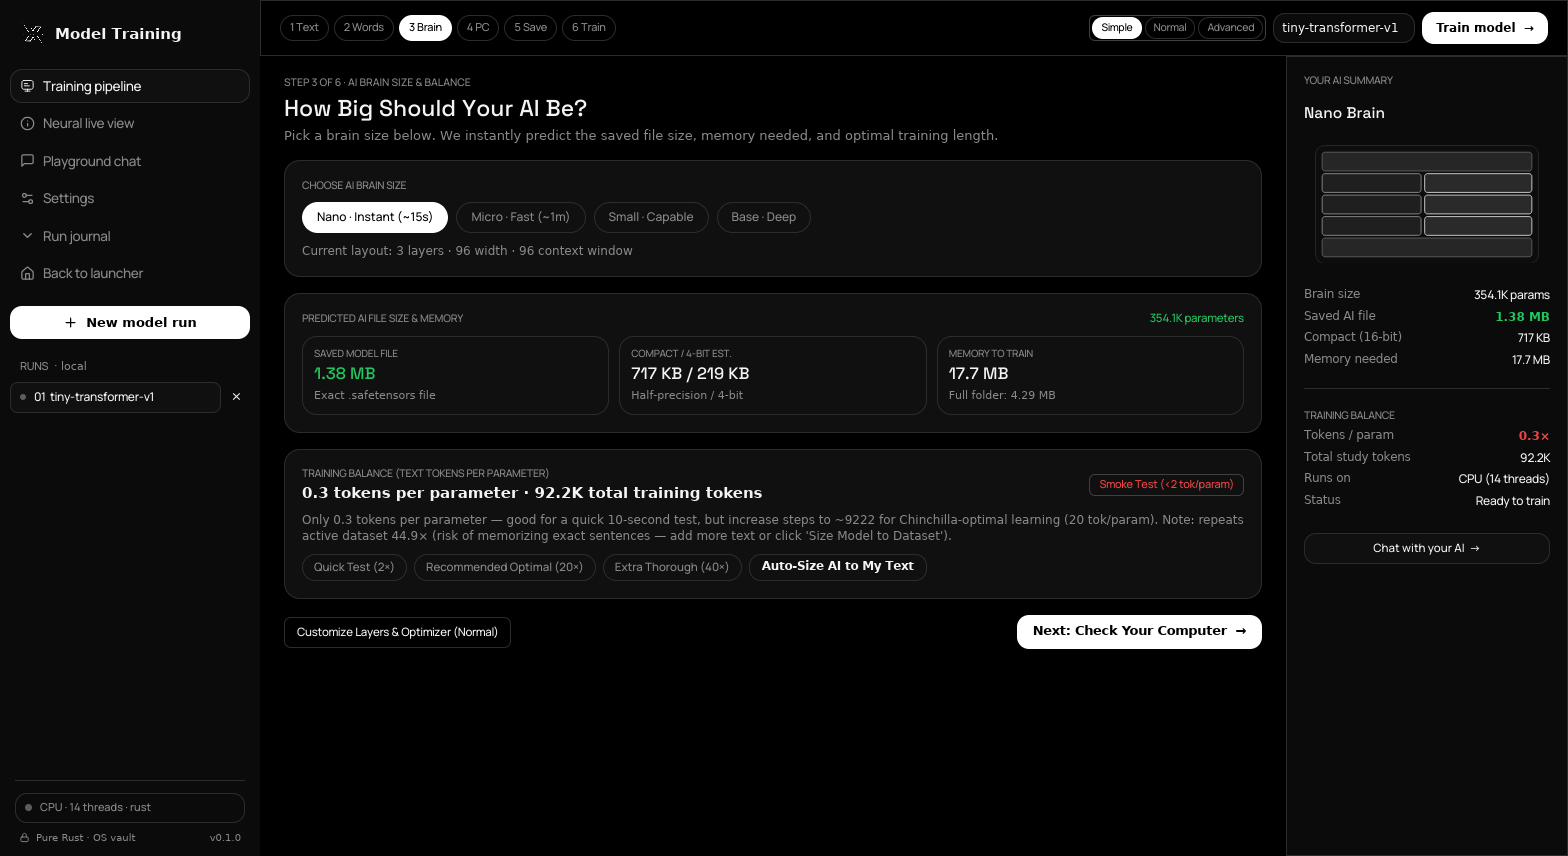 Model Training
Training pipeline
Neural live view
Playground chat
Settings
Run journal
Back to launcher
+ New model run
RUNS · local
01 tiny-transformer-v1 ×
CPU · 14 threads · rust
Pure Rust · OS vault v0.1.0
1 Text 2 Words 3 Brain 4 PC 5 Save 6 Train
Simple Normal Advanced tiny-transformer-v1 Train model →
STEP 3 OF 6 · AI BRAIN SIZE & BALANCE
How Big Should Your AI Be?
Pick a brain size below. We instantly predict the saved file size, memory needed, and optimal training length.
CHOOSE AI BRAIN SIZE
Nano · Instant (~15s) Micro · Fast (~1m) Small · Capable Base · Deep
Current layout: 3 layers · 96 width · 96 context window
PREDICTED AI FILE SIZE & MEMORY 354.1K parameters
SAVED MODEL FILE
1.38 MB
Exact .safetensors file
COMPACT / 4-BIT EST.
717 KB / 219 KB
Half-precision / 4-bit
MEMORY TO TRAIN
17.7 MB
Full folder: 4.29 MB
TRAINING BALANCE (TEXT TOKENS PER PARAMETER)
0.3 tokens per parameter · 92.2K total training tokens
Smoke Test (<2 tok/param)
Only 0.3 tokens per parameter — good for a quick 10-second test, but increase steps to ~9222 for Chinchilla-optimal learning (20 tok/param). Note: repeats
active dataset 44.9× (risk of memorizing exact sentences — add more text or click 'Size Model to Dataset').
Quick Test (2×) Recommended Optimal (20×) Extra Thorough (40×) Auto-Size AI to My Text
Customize Layers & Optimizer (Normal) Next: Check Your Computer →
YOUR AI SUMMARY
Nano Brain
Brain size 354.1K params
Saved AI file 1.38 MB
Compact (16-bit) 717 KB
Memory needed 17.7 MB
TRAINING BALANCE
Tokens / param 0.3×
Total study tokens 92.2K
Runs on CPU (14 threads)
Status Ready to train
Chat with your AI →